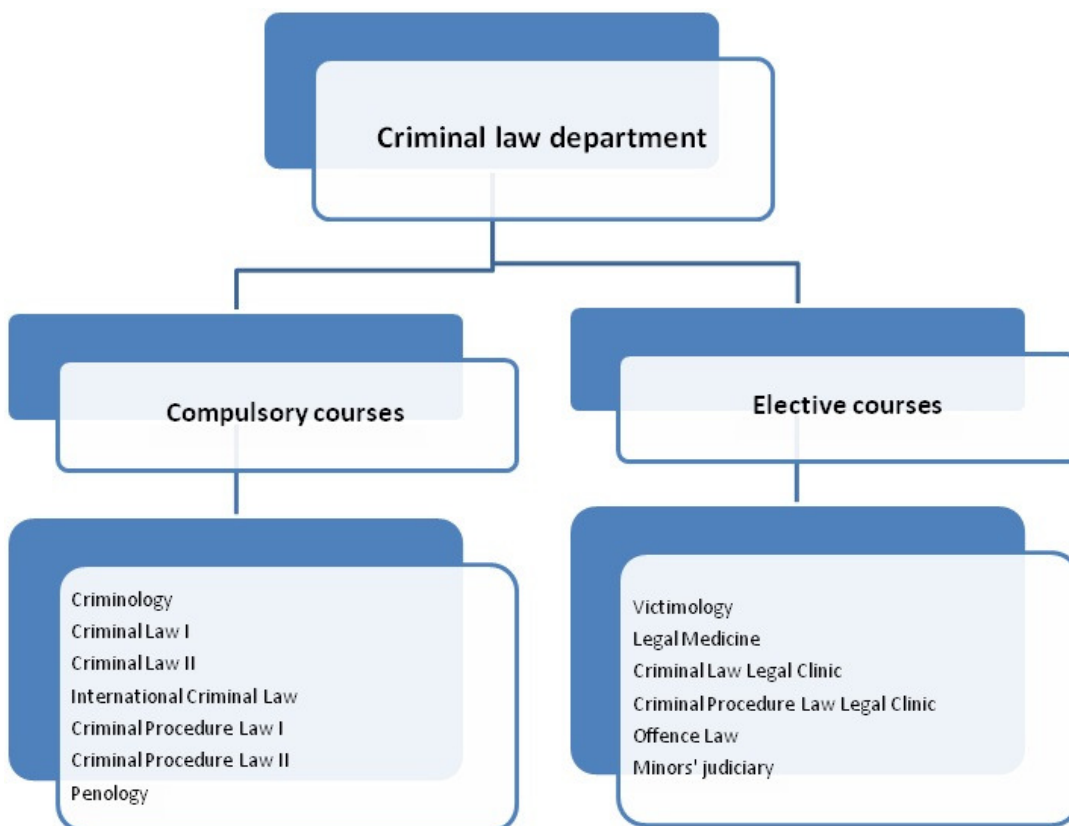 Criminal law department
Compulsory courses
Elective courses
Criminology
Criminal Law I
Criminal Law II
International Criminal Law
Criminal Procedure Law I
Criminal Procedure Law II
Penology
Victimology
Legal Medicine
Criminal Law Legal Clinic
Criminal Procedure Law Legal Clinic
Offence Law
Minors' judiciary